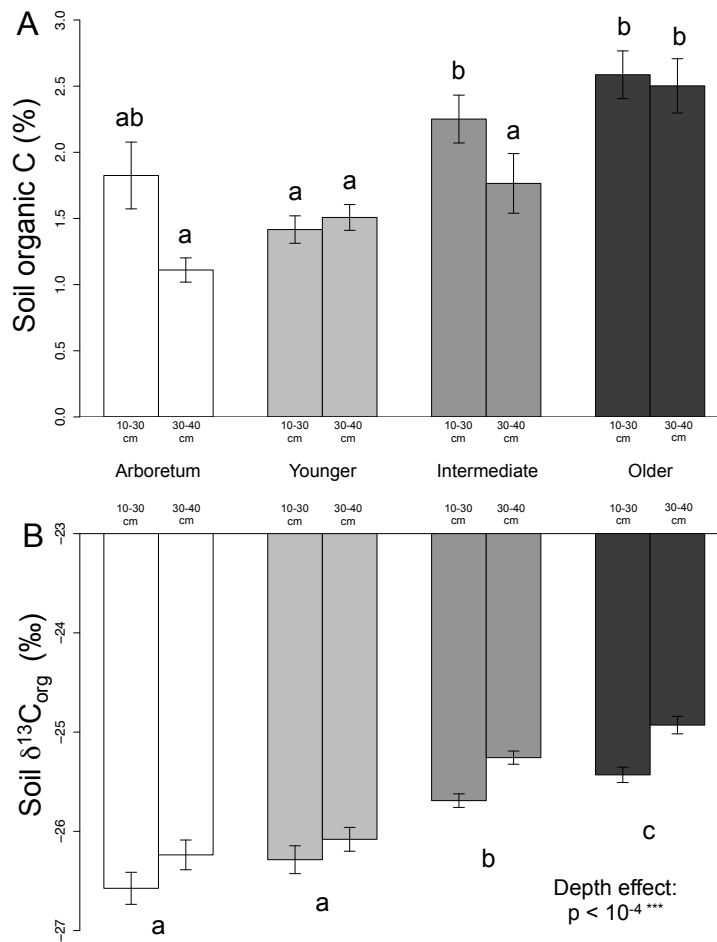 A
Soil organic C (%)
3.0
2.5
2.0
1.5
1.0
0.5
0.0
ab
a
a
a
b
a
b
b
10-30 cm
30-40 cm
10-30 cm
30-40 cm
10-30 cm
30-40 cm
10-30 cm
30-40 cm
Arboretum
Younger
Intermediate
Older
B
10-30 cm
30-40 cm
10-30 cm
30-40 cm
10-30 cm
30-40 cm
10-30 cm
30-40 cm
Soil δ¹³C_org (‰)
-23
-24
-25
-26
-27
a
a
b
c
Depth effect:
p < 10⁻⁴ ***